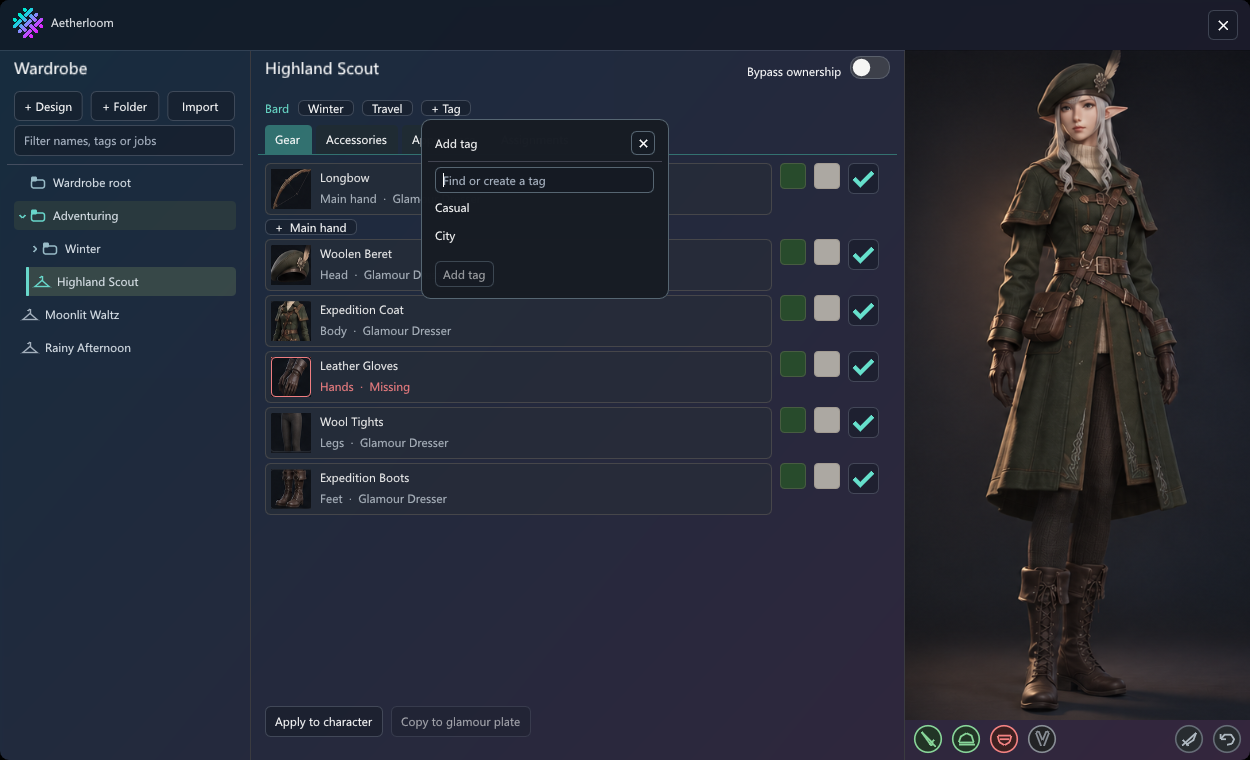 Aetherloom
Wardrobe
+ Design
+ Folder
Import
Filter names, tags or jobs
Wardrobe root
Adventuring
Winter
Highland Scout
Moonlit Waltz
Rainy Afternoon
Highland Scout
Bypass ownership
Bard
Winter
Travel
+ Tag
Gear
Accessories
Add tag
Find or create a tag
Casual
City
Add tag
Longbow
Main hand · Glam
+ Main hand
Woolen Beret
Head · Glamour D
Expedition Coat
Body · Glamour Dresser
Leather Gloves
Hands · Missing
Wool Tights
Legs · Glamour Dresser
Expedition Boots
Feet · Glamour Dresser
Apply to character
Copy to glamour plate